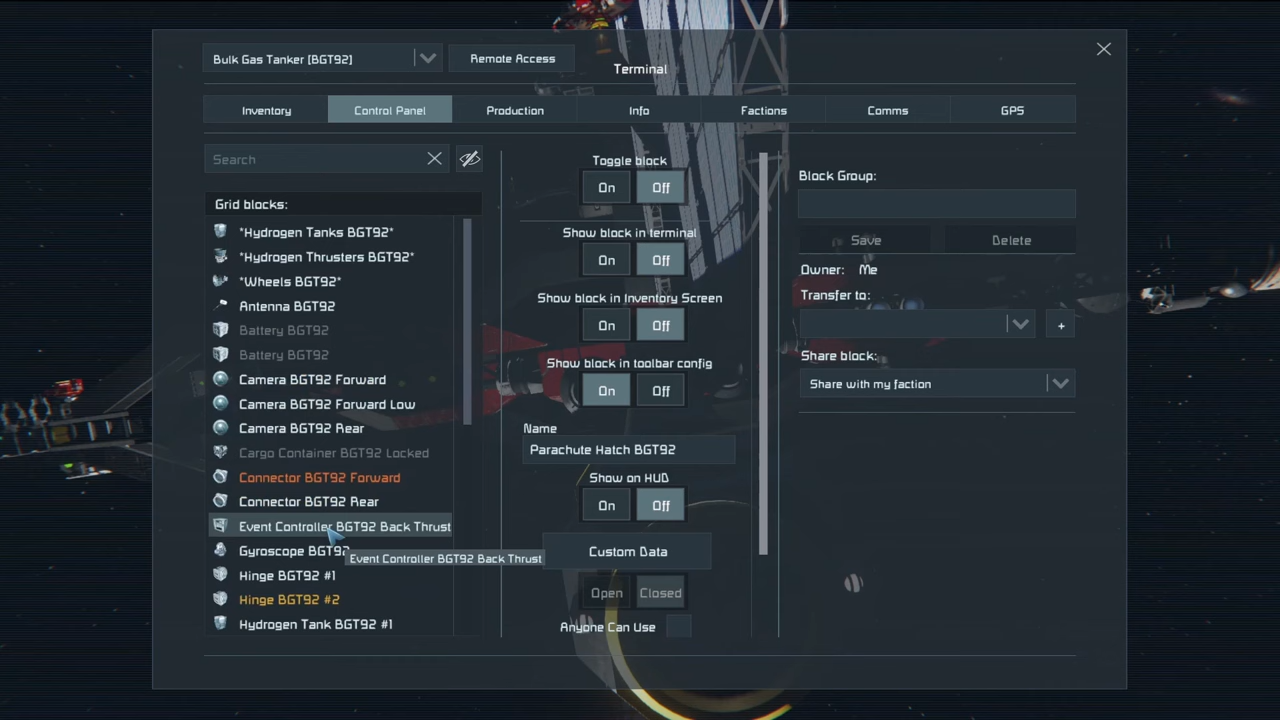 Bulk Gas Tanker [BGT92]
Remote Access
Terminal
Inventory
Control Panel
Production
Info
Factions
Comms
GPS
Search
Grid blocks:
*Hydrogen Tanks BGT92*
*Hydrogen Thrusters BGT92*
*Wheels BGT92*
Antenna BGT92
Battery BGT92
Battery BGT92
Camera BGT92 Forward
Camera BGT92 Forward Low
Camera BGT92 Rear
Cargo Container BGT92 Locked
Connector BGT92 Forward
Connector BGT92 Rear
Event Controller BGT92 Back Thrust
Gyroscope BGT92
Event Controller BGT92 Back Thrust
Hinge BGT92 #1
Hinge BGT92 #2
Hydrogen Tank BGT92 #1
Toggle block
On Off
Show block in terminal
On Off
Show block in Inventory Screen
On Off
Show block in toolbar config
On Off
Name
Parachute Hatch BGT92
Show on HUD
On Off
Custom Data
Open Closed
Anyone Can Use
Block Group:
Save Delete
Owner: Me
Transfer to:
+
Share block:
Share with my faction